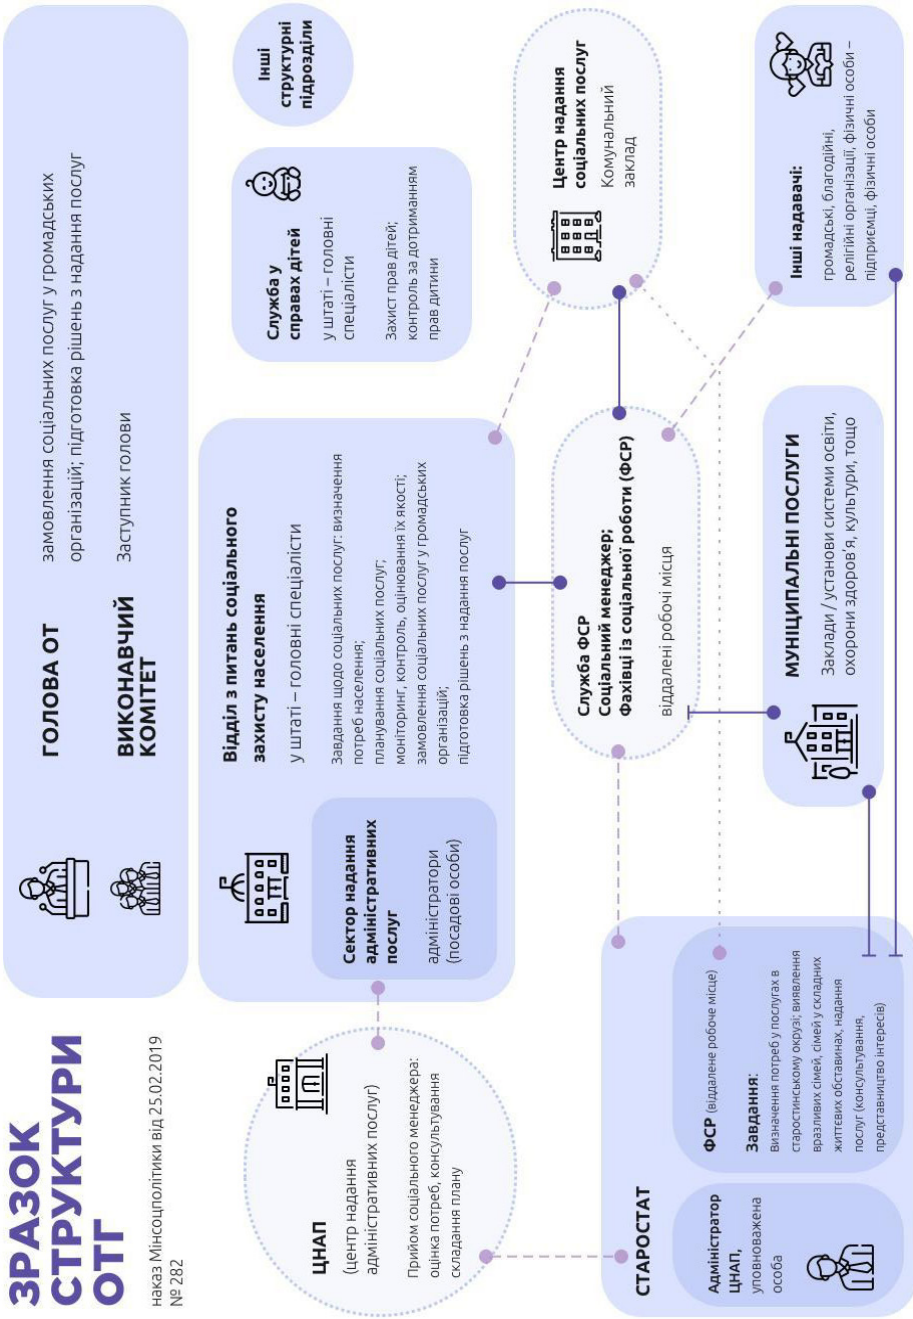 ЗРАЗОК
СТРУКТУРИ
ОТГ
наказ Мінсоцполітики від 25.02.2019
№ 282
ГОЛОВА ОТ
замовлення соціальних послуг у громадських
організацій; підготовка рішень з надання послуг
ВИКОНАВЧИЙ
КОМІТЕТ
Заступник голови
Відділ з питань соціального
захисту населення
у штаті – головні спеціалісти
Завдання щодо соціальних послуг: визначення
потреб населення;
планування соціальних послуг;
моніторинг, контроль, оцінювання їх якості;
замовлення соціальних послуг у громадських
організацій;
підготовка рішень з надання послуг
Сектор надання
адміністративних
послуг
адміністратори
(посадові особи)
Служба у
справах дітей
у штаті – головні
спеціалісти
Захист прав дітей;
контроль за дотриманням
прав дитини
Інші
структурні
підрозділи
ЦНАП
(центр надання
адміністративних послуг)
Прийом соціального менеджера:
оцінка потреб, консультування
складання плану
Служба ФСР
Соціальний менеджер;
Фахівці із соціальної роботи (ФСР)
віддалені робочі місця
Центр надання
соціальних послуг
Комунальний
заклад
СТАРОСТАТ
Адміністратор
ЦНАП,
уповноважена
особа
ФСР (віддалене робоче місце)
Завдання:
Визначення потреб у послугах в
старостинському окрузі; виявлення
вразливих сімей, сімей у складних
життєвих обставинах, надання
послуг (консультування,
представництво інтересів)
МУНІЦИПАЛЬНІ ПОСЛУГИ
Заклади / установи системи освіти,
охорони здоров'я, культури, тощо
Інші надавачі:
громадські, благодійні,
релігійні організації, фізичні особи –
підприємці, фізичні особи